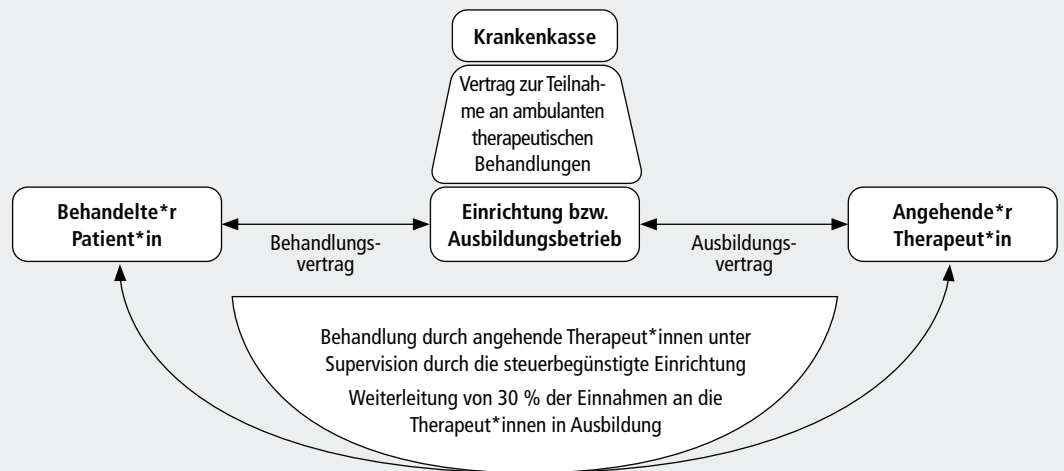 Krankenkasse
Vertrag zur Teilnah-
me an ambulanten
therapeutischen
Behandlungen
Behandelte*r
Patient*in
Behandlungs-
vertrag
Einrichtung bzw.
Ausbildungsbetrieb
Ausbildungs-
vertrag
Angehende*r
Therapeut*in
Behandlung durch angehende Therapeut*innen unter
Supervision durch die steuerbegünstigte Einrichtung
Weiterleitung von 30 % der Einnahmen an die
Therapeut*innen in Ausbildung